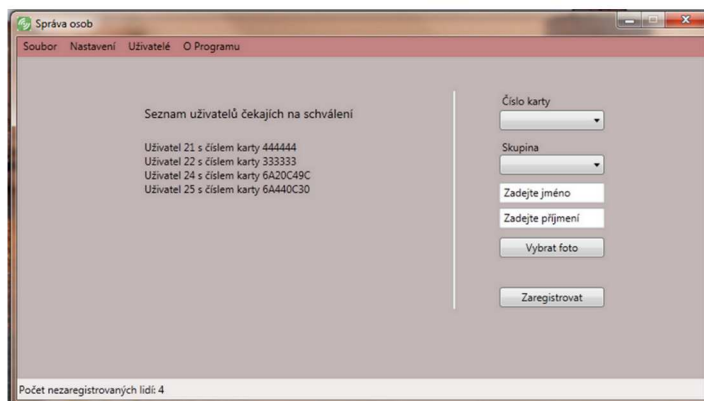 Správa osob
Soubor Nastavení Uživatelé O Programu
Seznam uživatelů čekajích na schválení
Uživatel 21 s číslem karty 444444
Uživatel 22 s číslem karty 333333
Uživatel 24 s číslem karty 6A20C49C
Uživatel 25 s číslem karty 6A440C30
Číslo karty
Skupina
Zadejte jméno
Zadejte příjmení
Vybrat foto
Zaregistrovat
Počet nezaregistrovaných lidí: 4